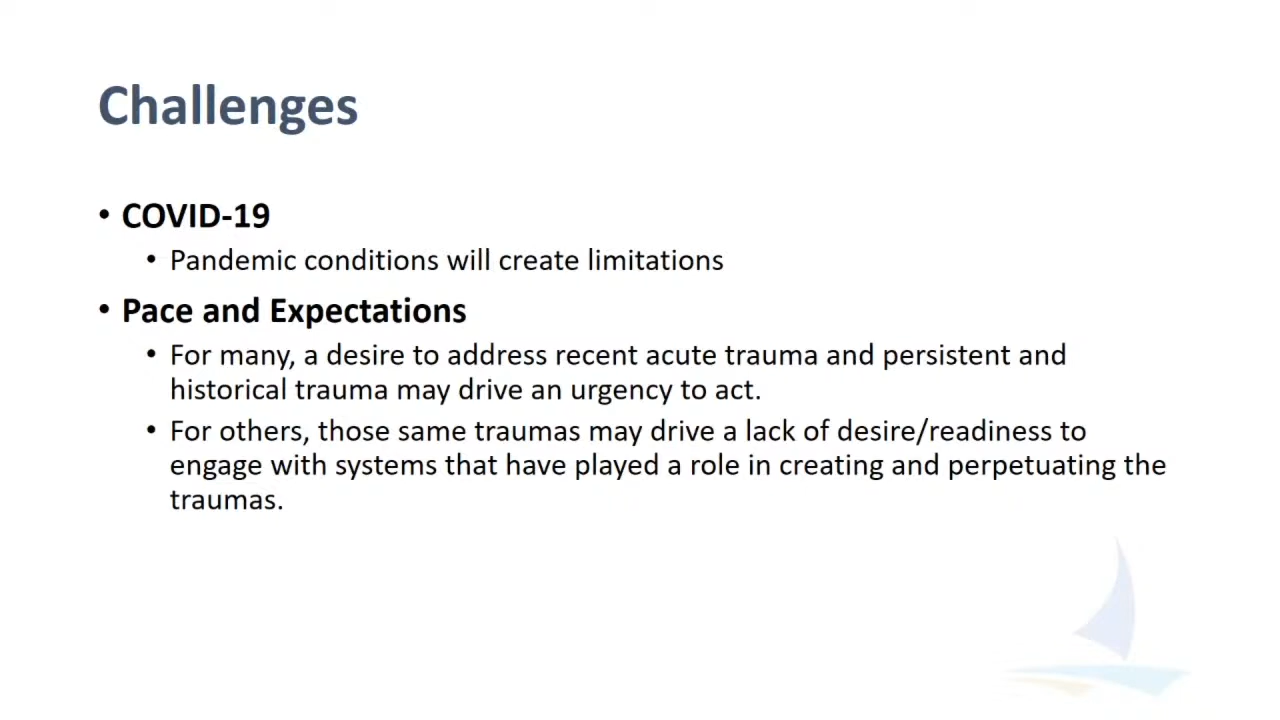 Challenges
• COVID-19
• Pandemic conditions will create limitations
• Pace and Expectations
• For many, a desire to address recent acute trauma and persistent and
historical trauma may drive an urgency to act.
• For others, those same traumas may drive a lack of desire/readiness to
engage with systems that have played a role in creating and perpetuating the
traumas.